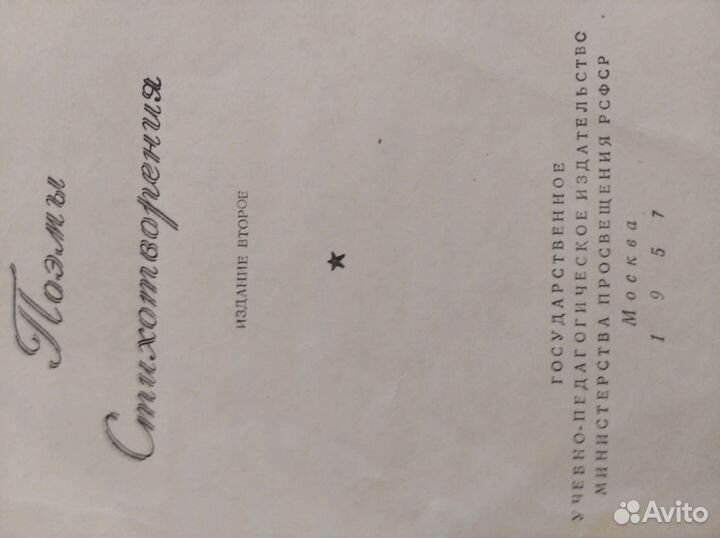 Поэмы
Стихотворения
ИЗДАНИЕ ВТОРОЕ
ГОСУДАРСТВЕННОЕ
УЧЕБНО-ПЕДАГОГИЧЕСКОЕ ИЗДАТЕЛЬСТВО
МИНИСТЕРСТВА ПРОСВЕЩЕНИЯ РСФСР
Москва
1957
Avito